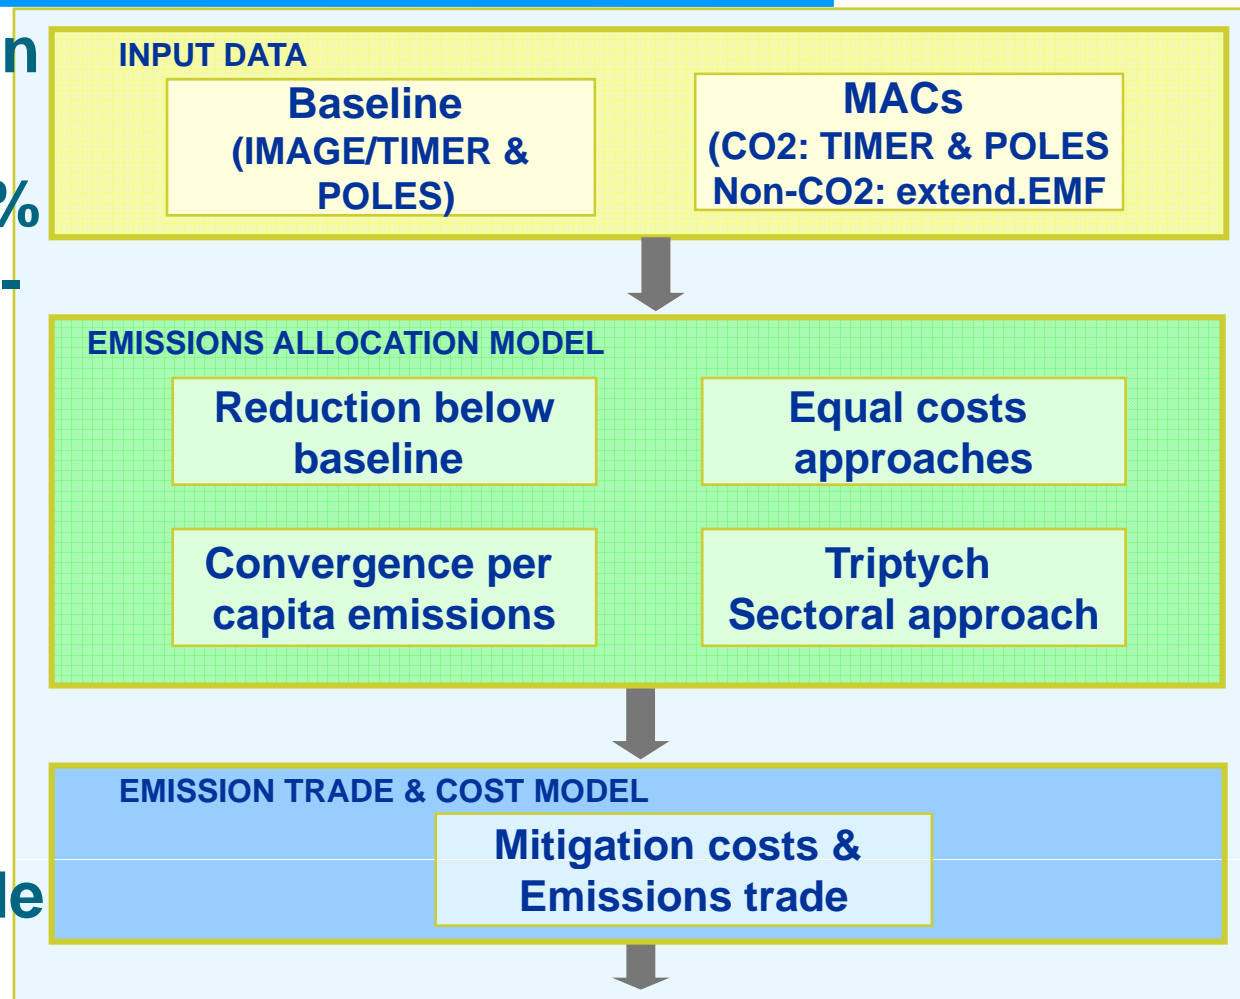 n
%
-
de
INPUT DATA
Baseline
(IMAGE/TIMER &
POLES)
MACs
(CO2: TIMER & POLES
Non-CO2: extend.EMF
EMISSIONS ALLOCATION MODEL
Reduction below
baseline
Equal costs
approaches
Convergence per
capita emissions
Triptych
Sectoral approach
EMISSION TRADE & COST MODEL
Mitigation costs &
Emissions trade